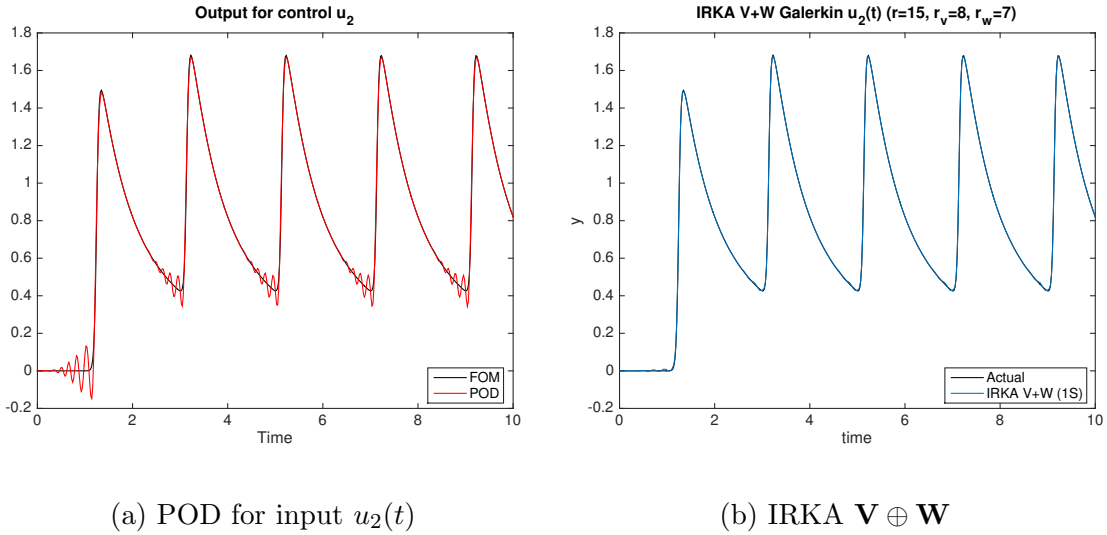 Output for control u₂
1.8
1.6
1.4
1.2
1
0.8
0.6
0.4
0.2
0
-0.2
0 2 4 6 8 10
Time
FOM
POD
IRKA V+W Galerkin u₂(t) (r=15, rᵥ=8, r_w=7)
y
1.8
1.6
1.4
1.2
1
0.8
0.6
0.4
0.2
0
-0.2
0 2 4 6 8 10
time
Actual
IRKA V+W (1S)
(a) POD for input u₂(t)
(b) IRKA V ⊕ W